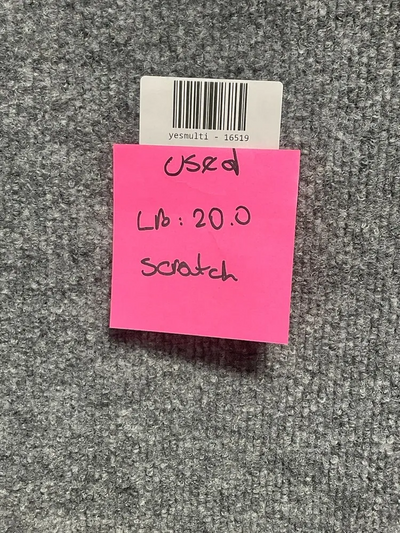 yesmulti - 16519
used
LB: 20.0
scratch